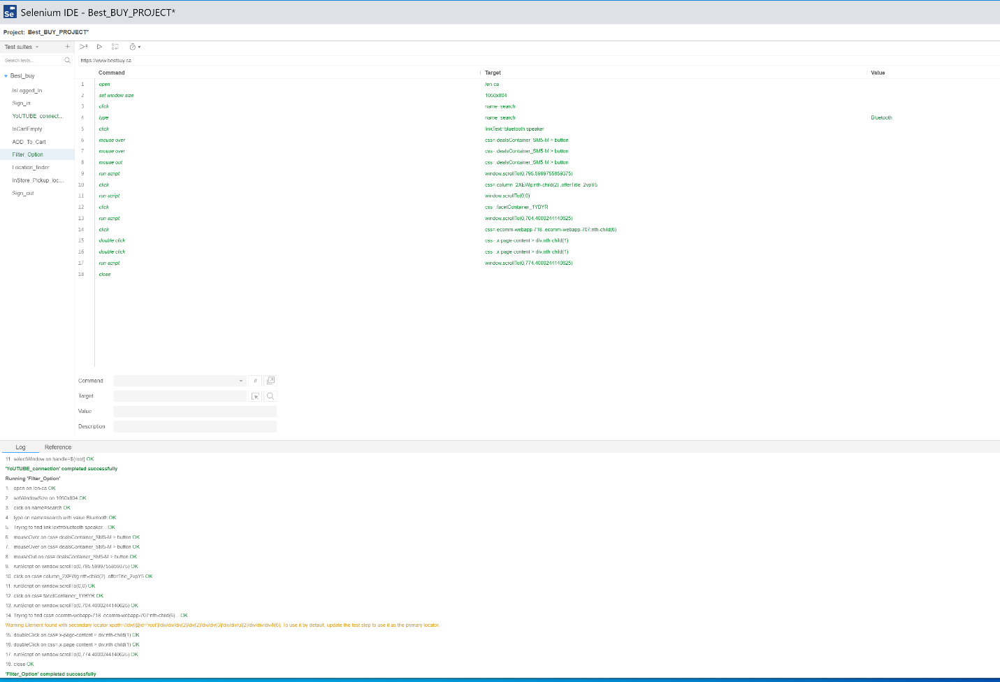 Se
Selenium IDE - Best_BUY_PROJECT*
Project: Best_BUY_PROJECT*
Test suites
Search tests...
https://www.bestbuy.ca
Command Target Value
Best_buy
IsLogged_In
Sign_in
YoUTUBE_connect...
IsCartEmpty
ADD_To_Cart
Filter_Option
Location_finder
InStore_Pickup_loc...
Sign_out
1 open /en-ca
2 set window size 1050x804
3 click name=search
4 type name=search Bluetooth
5 click linkText=bluetooth speaker
6 mouse over css=.dealsContainer_SM5-M > button
7 mouse over css=.dealsContainer_SM5-M > button
8 mouse out css=.dealsContainer_SM5-M > button
9 run script window.scrollTo(0,795.5999755859375)
10 click css=.column_2XEWg:nth-child(2) .offerTitle_2vpY5
11 run script window.scrollTo(0,0)
12 click css=.facetContainer_1YBYR
13 run script window.scrollTo(0,704.4000244140625)
14 click css=.ecomm-webapp-718 .ecomm-webapp-707:nth-child(6)
15 double click css=.x-page-content > div:nth-child(1)
16 double click css=.x-page-content > div:nth-child(1)
17 run script window.scrollTo(0,774.4000244140625)
18 close
Command //
Target
Value
Description
Log Reference
11. selectWindow on handle=${root} OK
'YoUTUBE_connection' completed successfully
Running 'Filter_Option'
1. open on /en-ca OK
2. setWindowSize on 1050x804 OK
3. click on name=search OK
4. type on name=search with value Bluetooth OK
5. Trying to find linkText=bluetooth speaker... OK
6. mouseOver on css=.dealsContainer_SM5-M > button OK
7. mouseOver on css=.dealsContainer_SM5-M > button OK
8. mouseOut on css=.dealsContainer_SM5-M > button OK
9. runScript on window.scrollTo(0,795.5999755859375) OK
10. click on css=.column_2XEWg:nth-child(2) .offerTitle_2vpY5 OK
11. runScript on window.scrollTo(0,0) OK
12. click on css=.facetContainer_1YBYR OK
13. runScript on window.scrollTo(0,704.4000244140625) OK
14. Trying to find css=.ecomm-webapp-718 .ecomm-webapp-707:nth-child(6)... OK
Warning Element found with secondary locator xpath=//div[@id='root']/div/div/div[2]/div[2]/div/div[3]/div/div/ul[2]/div/div/div/li[6]. To use it by default, update the test step to use it as the primary locator.
15. doubleClick on css=.x-page-content > div:nth-child(1) OK
16. doubleClick on css=.x-page-content > div:nth-child(1) OK
17. runScript on window.scrollTo(0,774.4000244140625) OK
18. close OK
'Filter_Option' completed successfully